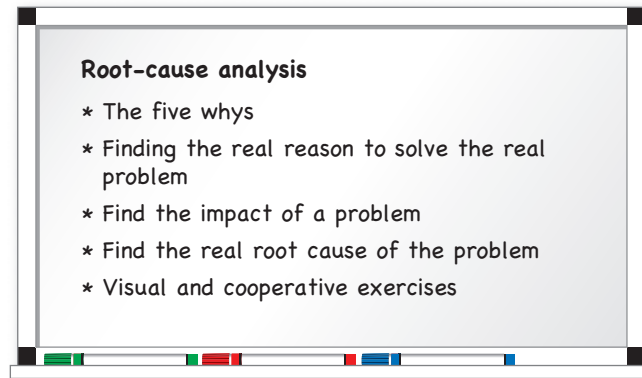 Root-cause analysis
* The five whys
* Finding the real reason to solve the real
problem
* Find the impact of a problem
* Find the real root cause of the problem
* Visual and cooperative exercises